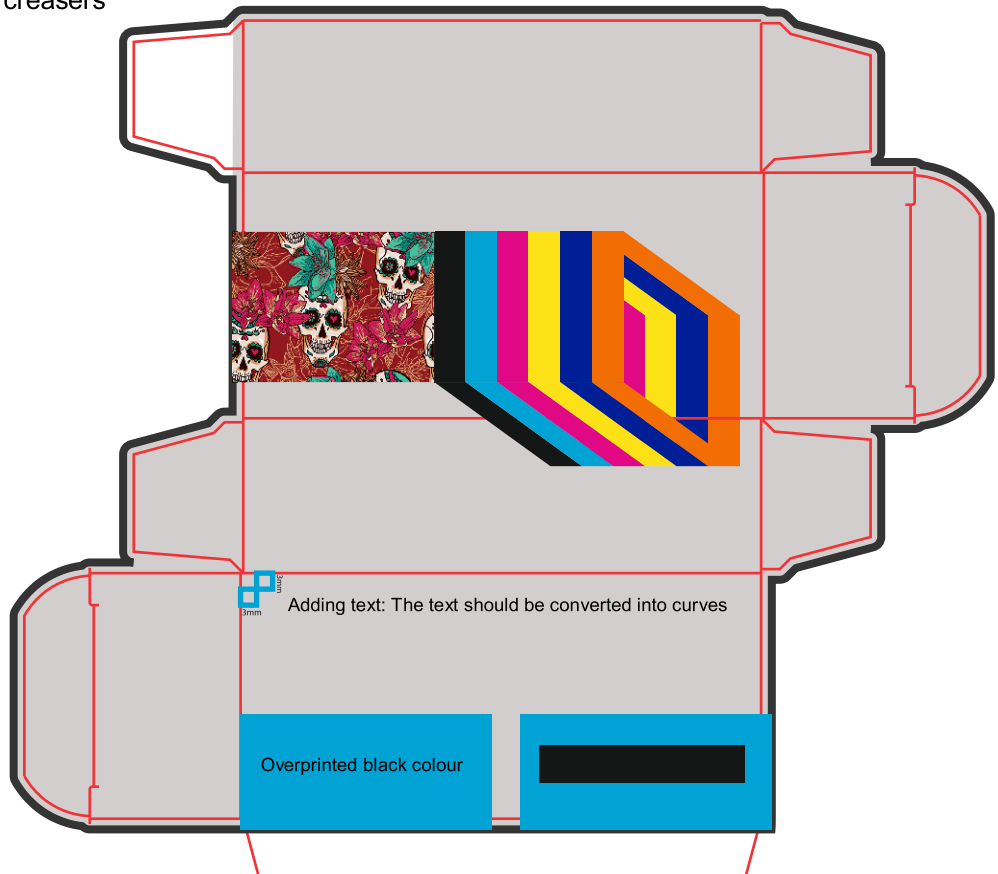 creasers
3mm
3mm
Adding text: The text should be converted into curves
Overprinted black colour